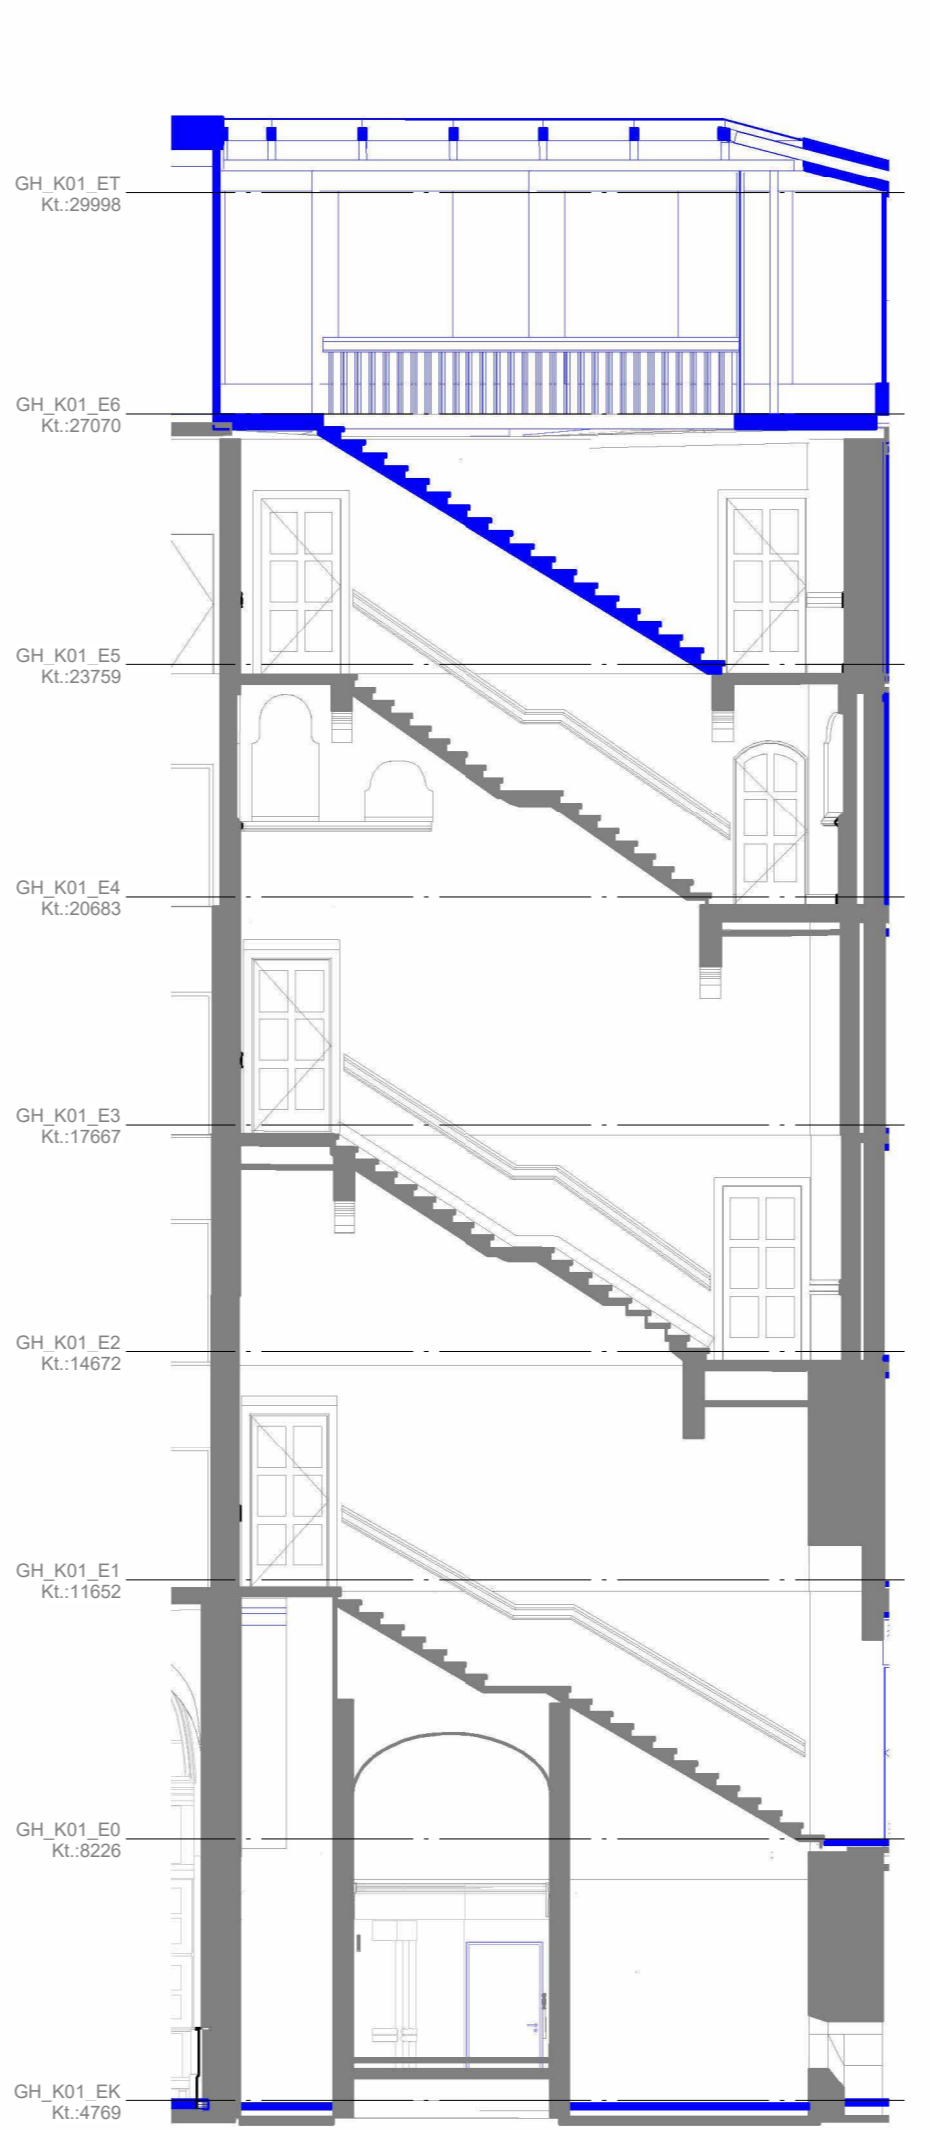 GH_K01_ET
Kt.:29998
GH_K01_E6
Kt.:27070
GH_K01_E5
Kt.:23759
GH_K01_E4
Kt.:20683
GH_K01_E3
Kt.:17667
GH_K01_E2
Kt.:14672
GH_K01_E1
Kt.:11652
GH_K01_E0
Kt.:8226
GH_K01_EK
Kt.:4769